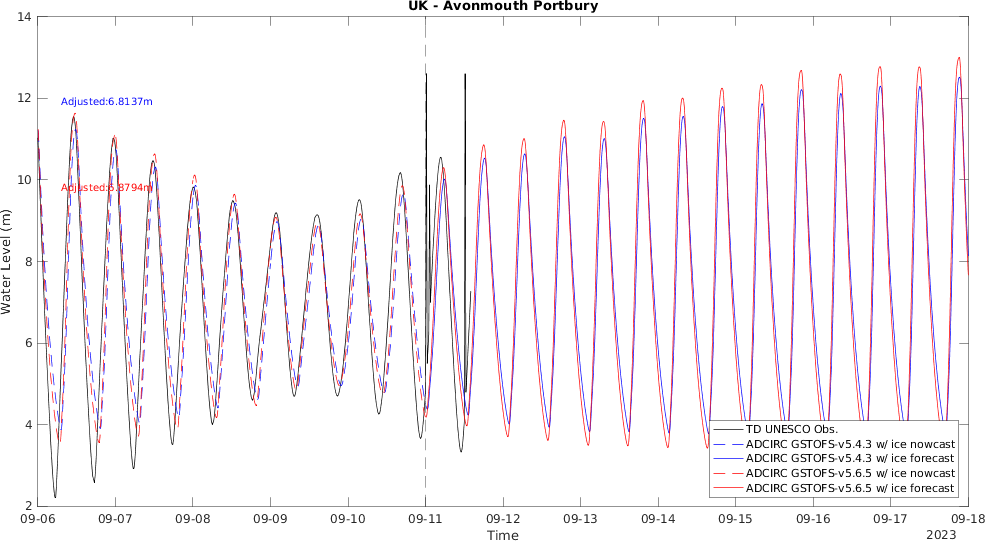 UK - Avonmouth Portbury
14
12
10
8
6
4
2
Water Level (m)
Adjusted:6.8137m
Adjusted:6.8794m
TD UNESCO Obs.
ADCIRC GSTOFS-v5.4.3 w/ ice nowcast
ADCIRC GSTOFS-v5.4.3 w/ ice forecast
ADCIRC GSTOFS-v5.6.5 w/ ice nowcast
ADCIRC GSTOFS-v5.6.5 w/ ice forecast
09-06 09-07 09-08 09-09 09-10 09-11 09-12 09-13 09-14 09-15 09-16 09-17 09-18
Time
2023